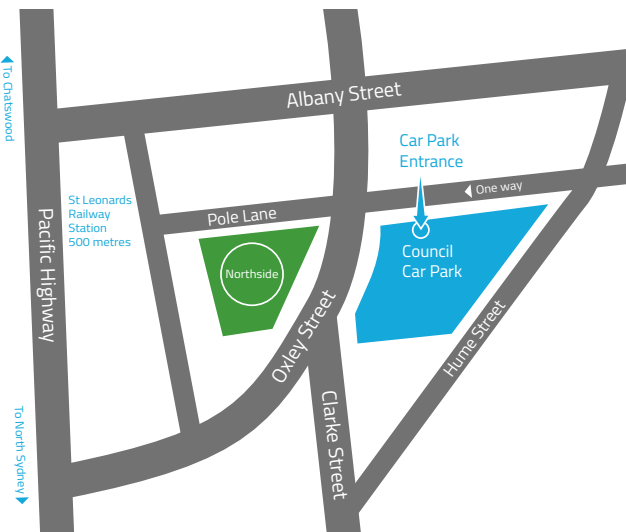 To Chatswood
Albany Street
Car Park
Entrance
One way
St Leonards
Railway
Station
500 metres
Pole Lane
Pacific Highway
Northside
Council
Car Park
Oxley Street
Hume Street
Clarke Street
To North Sydney